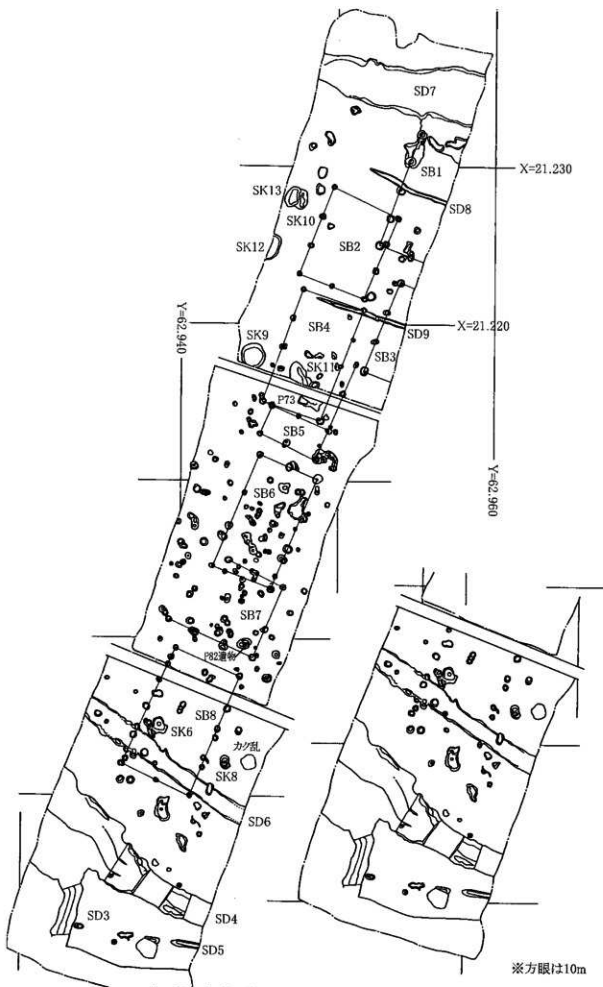 SD7
X=21.230
SB1
SK13
SD8
SK10
SK12
SB2
Y=62.940
X=21.220
SB4
SD9
SK9
SB3
SK11
P73
SB5
Y=62.960
SB6
SB7
P82遺物
SB8
SK6
カク乱
SK8
SD6
SD3
SD4
SD5
※方眼は10m